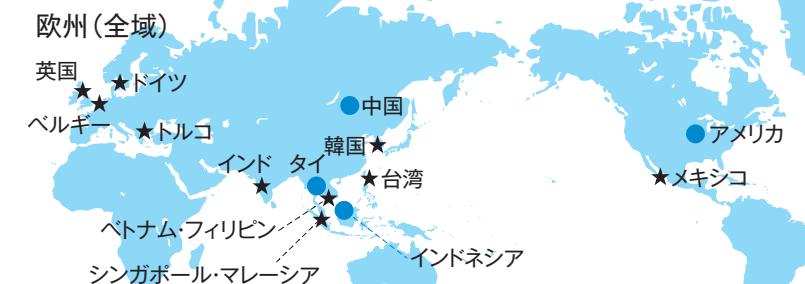 欧州（全域）
英国
ドイツ
ベルギー
トルコ
中国
韓国
インド
タイ
台湾
アメリカ
メキシコ
ベトナム・フィリピン
インドネシア
シンガポール・マレーシア